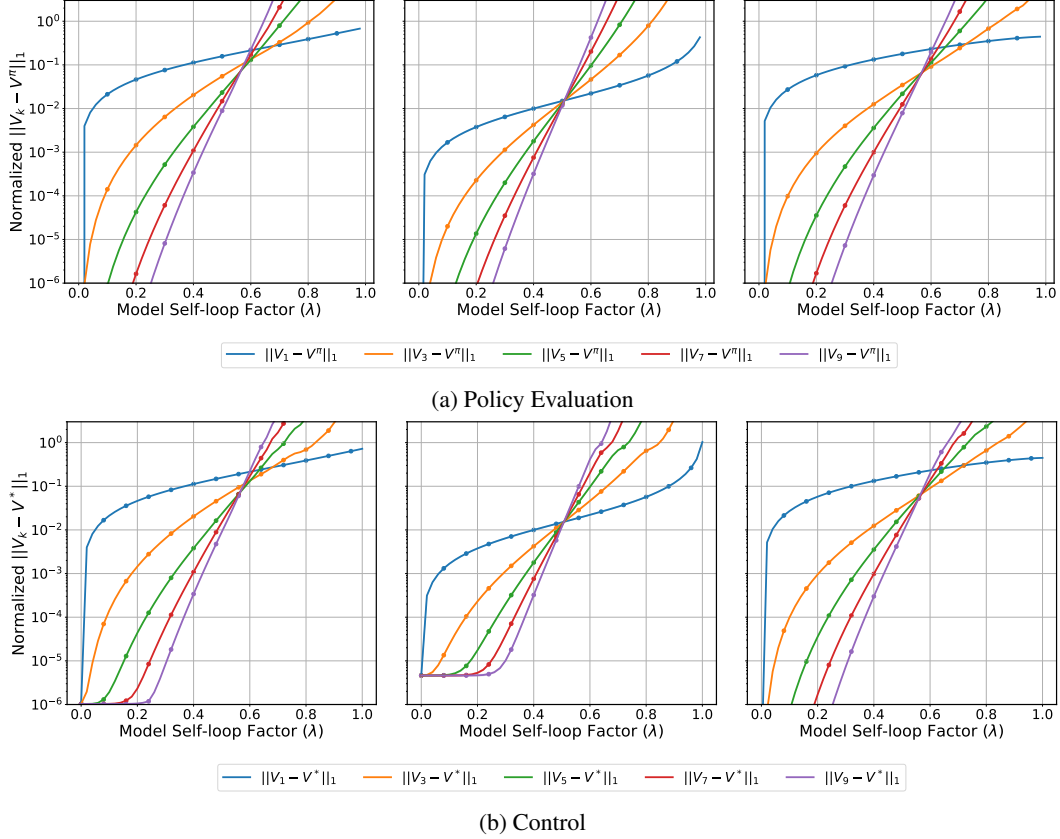 Normalized ||V_k − V^π||_1
10^0
10^−1
10^−2
10^−3
10^−4
10^−5
10^−6
0.0 0.2 0.4 0.6 0.8 1.0
0.0 0.2 0.4 0.6 0.8 1.0
0.0 0.2 0.4 0.6 0.8 1.0
Model Self-loop Factor (λ)
Model Self-loop Factor (λ)
Model Self-loop Factor (λ)
||V_1 − V^π||_1 ||V_3 − V^π||_1 ||V_5 − V^π||_1 ||V_7 − V^π||_1 ||V_9 − V^π||_1
(a) Policy Evaluation
Normalized ||V_k − V^*||_1
10^0
10^−1
10^−2
10^−3
10^−4
10^−5
10^−6
0.0 0.2 0.4 0.6 0.8 1.0
0.0 0.2 0.4 0.6 0.8 1.0
0.0 0.2 0.4 0.6 0.8 1.0
Model Self-loop Factor (λ)
Model Self-loop Factor (λ)
Model Self-loop Factor (λ)
||V_1 − V^*||_1 ||V_3 − V^*||_1 ||V_5 − V^*||_1 ||V_7 − V^*||_1 ||V_9 − V^*||_1
(b) Control